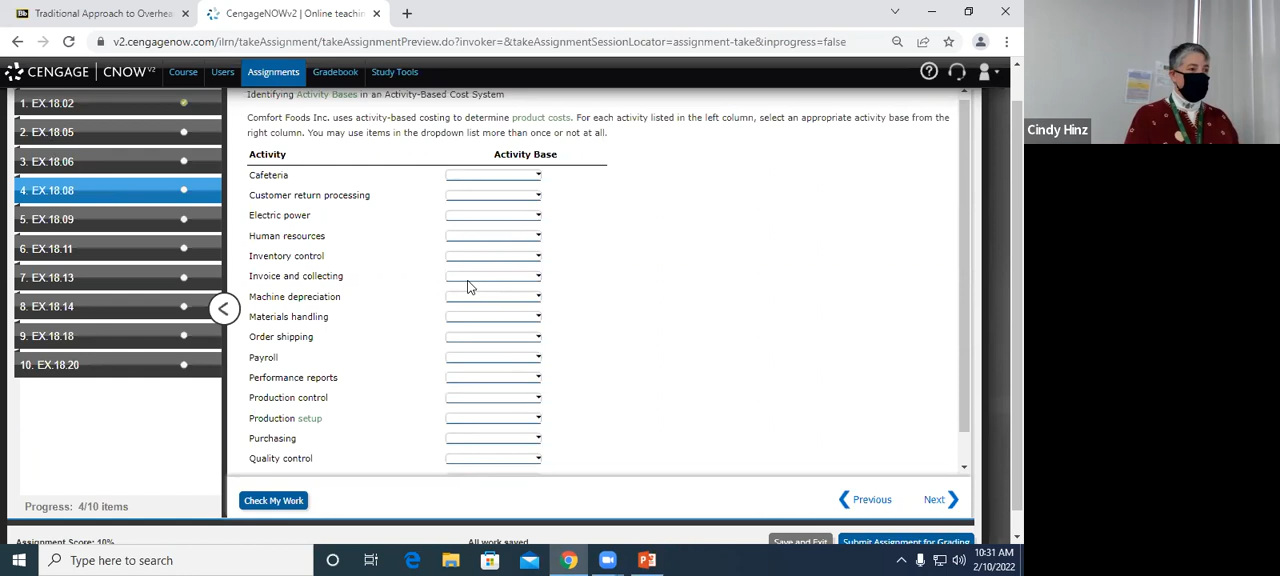 Traditional Approach to Overhea
CengageNOWv2 | Online teachin
v2.cengagenow.com/ilrn/takeAssignment/takeAssignmentPreview.do?invoker=&takeAssignmentSessionLocator=assignment-take&inprogress=false
CENGAGE | CNOWV2 Course Users Assignments Gradebook Study Tools
1. EX.18.02
2. EX.18.05
3. EX.18.06
4. EX.18.08
5. EX.18.09
6. EX.18.11
7. EX.18.13
8. EX.18.14
9. EX.18.18
10. EX.18.20
Progress: 4/10 items
Identifying Activity Bases in an Activity-Based Cost System
Comfort Foods Inc. uses activity-based costing to determine product costs. For each activity listed in the left column, select an appropriate activity base from the
right column. You may use items in the dropdown list more than once or not at all.
Activity Activity Base
Cafeteria
Customer return processing
Electric power
Human resources
Inventory control
Invoice and collecting
Machine depreciation
Materials handling
Order shipping
Payroll
Performance reports
Production control
Production setup
Purchasing
Quality control
Check My Work
Previous Next
Assignment Score: 10% All work saved. Save and Exit Submit Assignment for Grading
Type here to search
10:31 AM
2/10/2022
Cindy Hinz